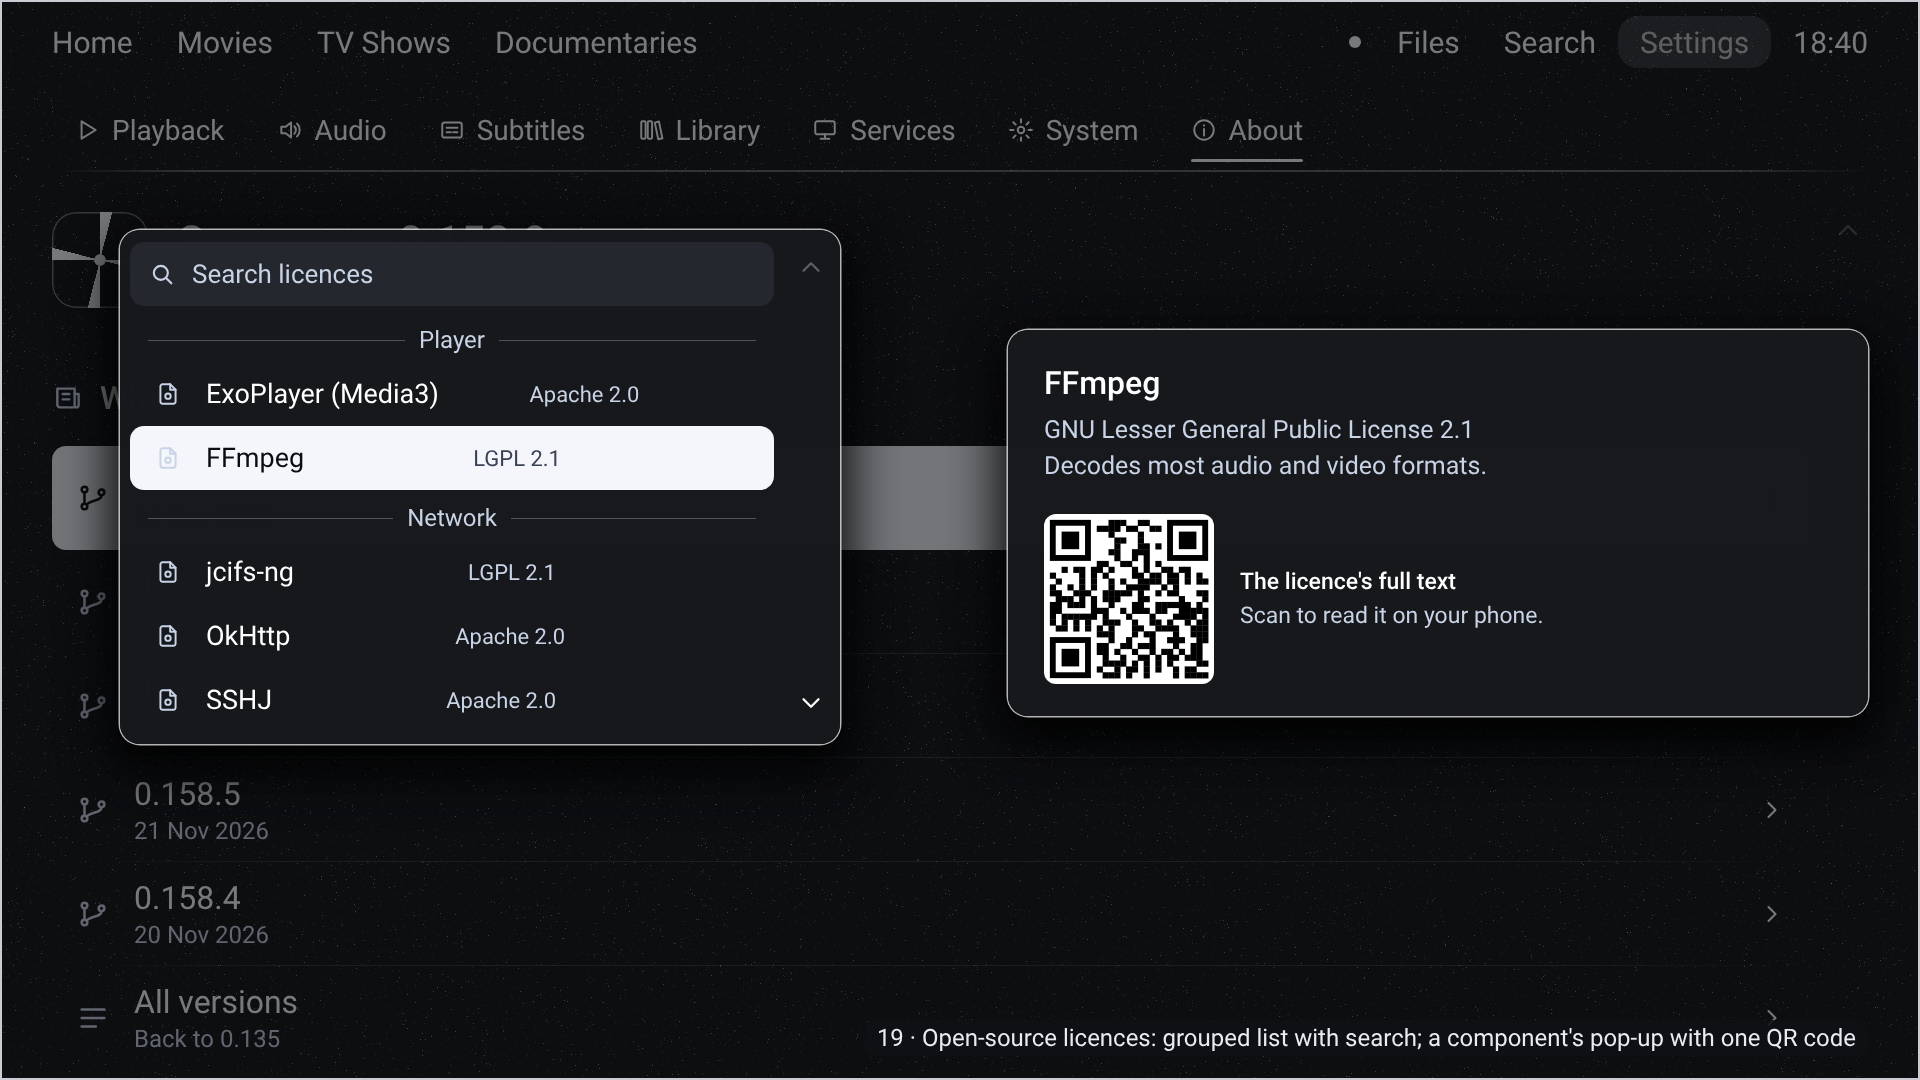 Home Movies TV Shows Documentaries Files Search Settings 18:40
Playback Audio Subtitles Library Services System About
Search licences
Player
ExoPlayer (Media3) Apache 2.0
FFmpeg LGPL 2.1
Network
jcifs-ng LGPL 2.1
OkHttp Apache 2.0
SSHJ Apache 2.0
FFmpeg
GNU Lesser General Public License 2.1
Decodes most audio and video formats.
The licence's full text
Scan to read it on your phone.
0.158.5
21 Nov 2026
0.158.4
20 Nov 2026
All versions
Back to 0.135
19 · Open-source licences: grouped list with search; a component's pop-up with one QR code